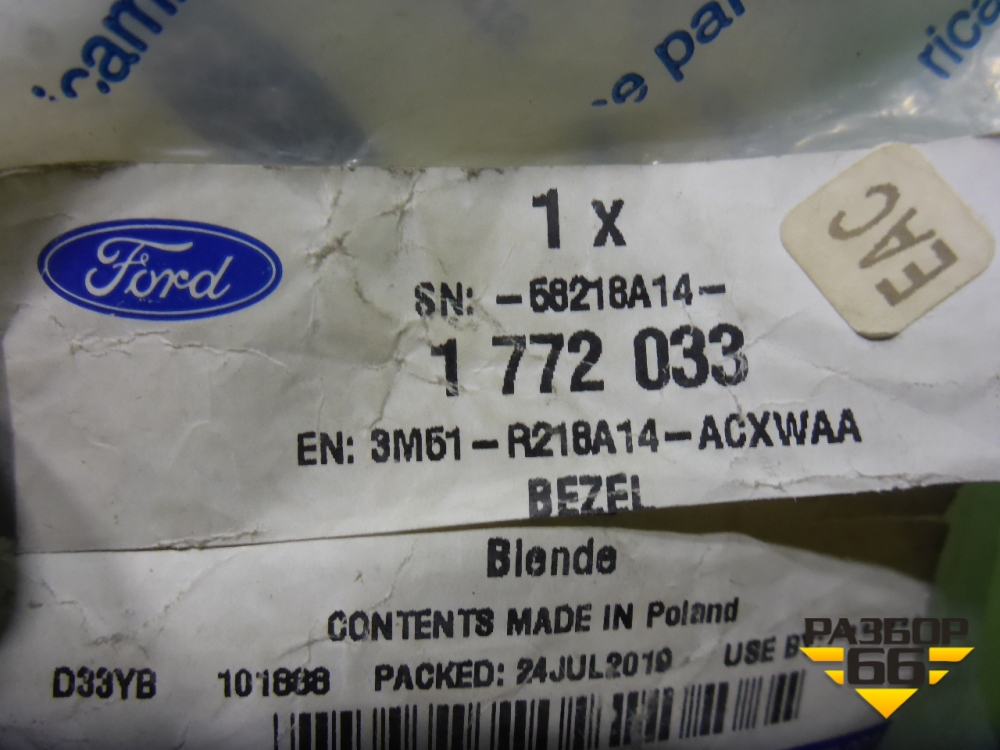 1 x
EAC
Ford
SN: -58218A14-
1 772 033
EN: 3M51-R218A14-ACXWAA
BEZEL
Blende
CONTENTS MADE IN Poland
D33YB PACKED: 24JUL2019 USE
РАЗБОР
66